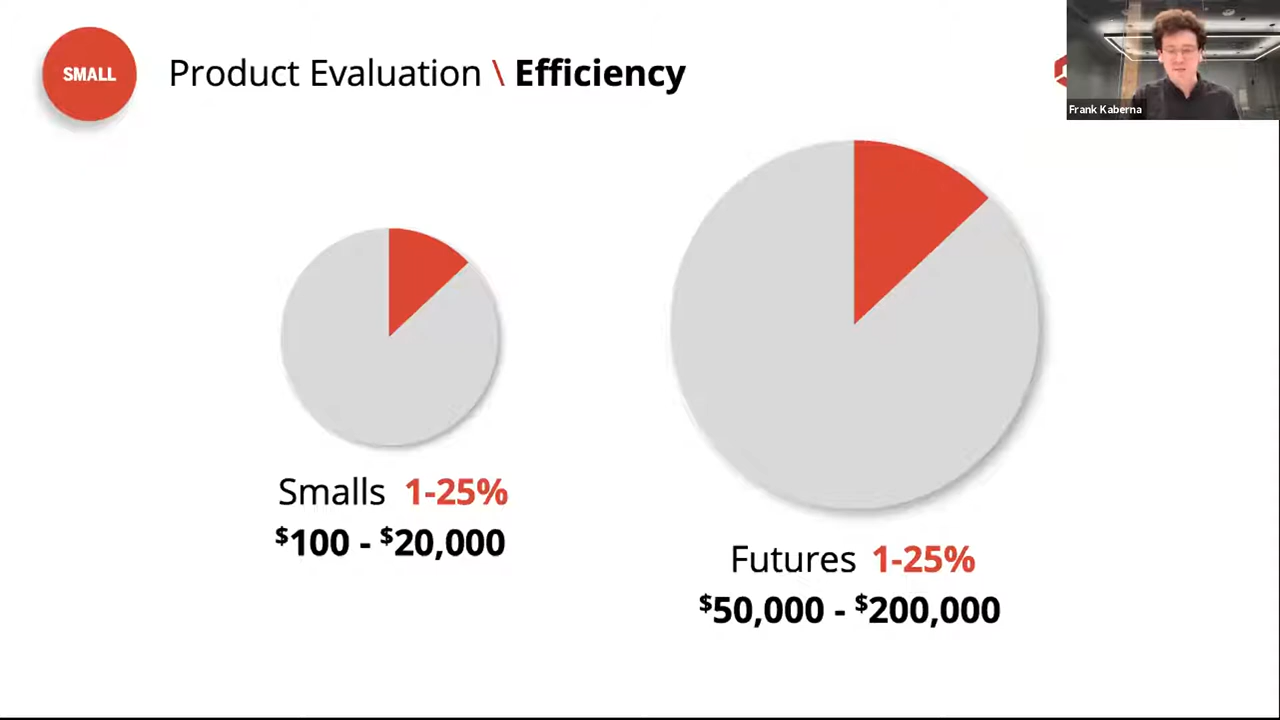 SMALL
Product Evaluation \ Efficiency
Frank Kaberna
Smalls 1-25%
$100 - $20,000
Futures 1-25%
$50,000 - $200,000